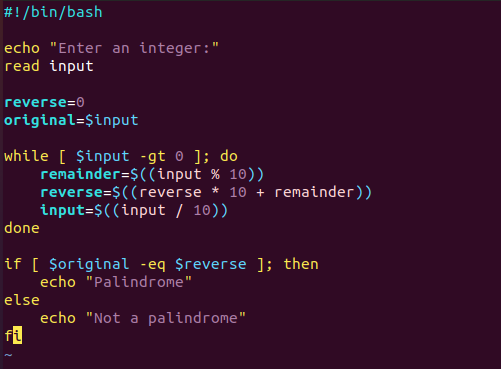 #!/bin/bash

echo "Enter an integer:"
read input

reverse=0
original=$input

while [ $input -gt 0 ]; do
    remainder=$((input % 10))
    reverse=$((reverse * 10 + remainder))
    input=$((input / 10))
done

if [ $original -eq $reverse ]; then
    echo "Palindrome"
else
    echo "Not a palindrome"
fi
~